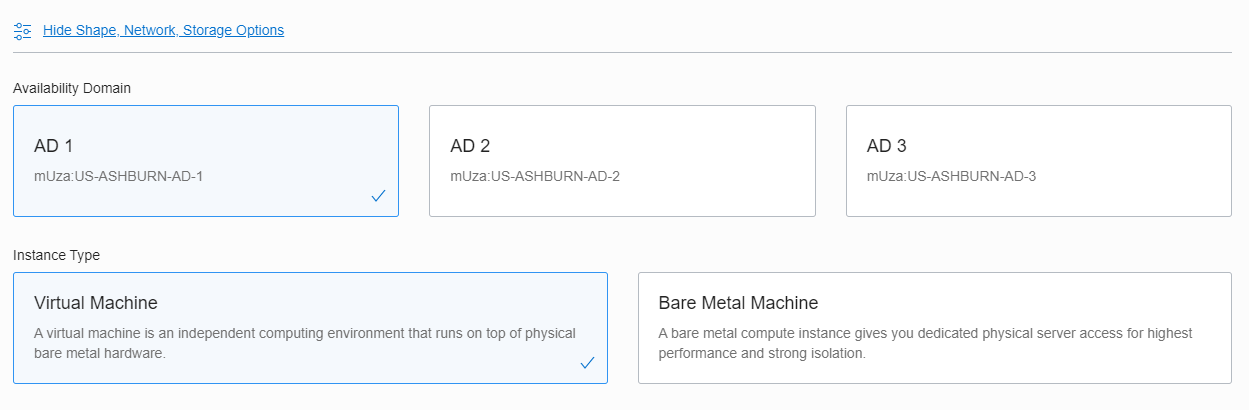 Hide Shape, Network, Storage Options
Availability Domain
AD 1
mUza:US-ASHBURN-AD-1
AD 2
mUza:US-ASHBURN-AD-2
AD 3
mUza:US-ASHBURN-AD-3
Instance Type
Virtual Machine
A virtual machine is an independent computing environment that runs on top of physical
bare metal hardware.
Bare Metal Machine
A bare metal compute instance gives you dedicated physical server access for highest
performance and strong isolation.